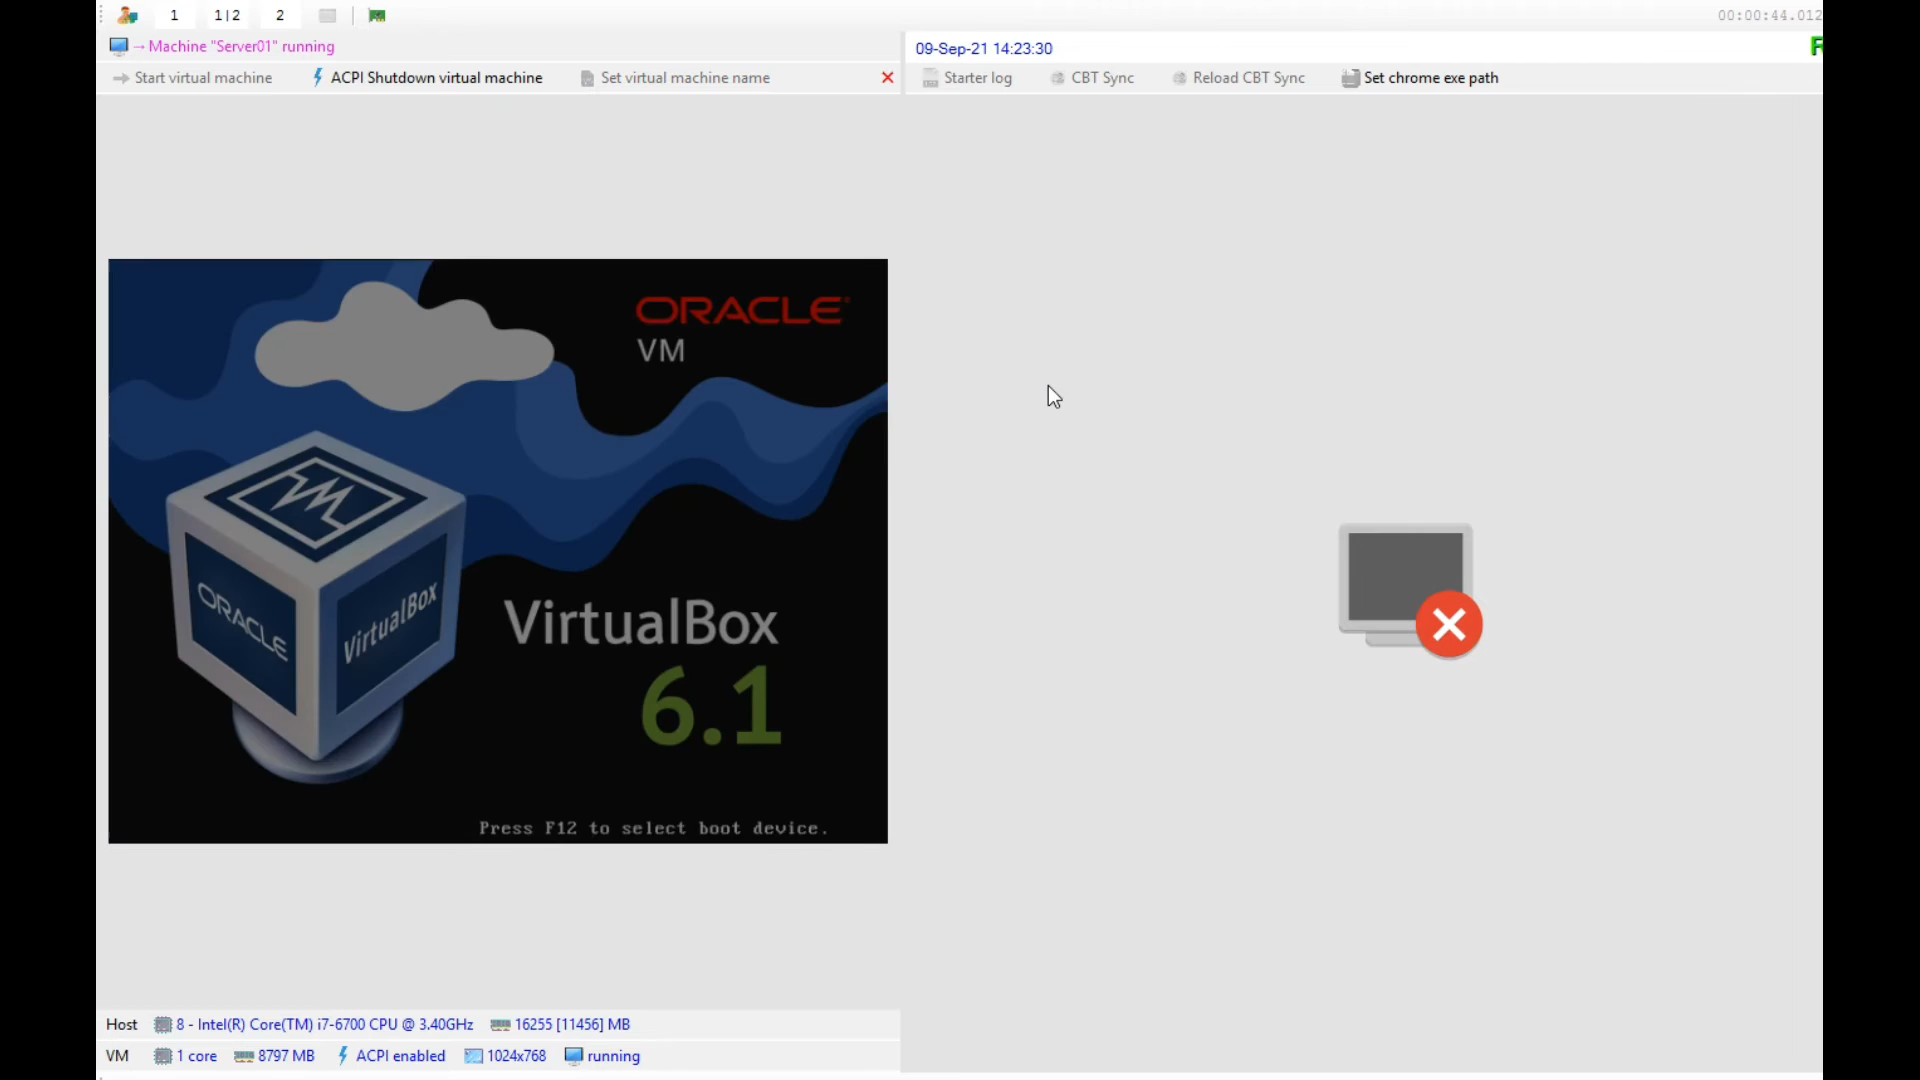 1 1|2 2 00:00:44.012
→ Machine "Server01" running
09-Sep-21 14:23:30
Start virtual machine ACPI Shutdown virtual machine Set virtual machine name
Starter log CBT Sync Reload CBT Sync Set chrome exe path
ORACLE
VM
ORACLE
VirtualBox
VirtualBox
6.1
Press F12 to select boot device.
Host 8 - Intel(R) Core(TM) i7-6700 CPU @ 3.40GHz 16255 [11456] MB
VM 1 core 8797 MB ACPI enabled 1024x768 running